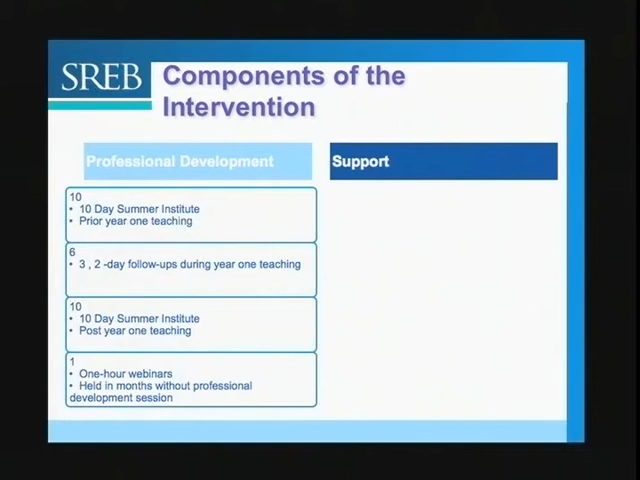 SREB
Components of the
Intervention
Professional Development
Support
10
• 10 Day Summer Institute
• Prior year one teaching
6
• 3 , 2 -day follow-ups during year one teaching
10
• 10 Day Summer Institute
• Post year one teaching
1
• One-hour webinars
• Held in months without professional
development session